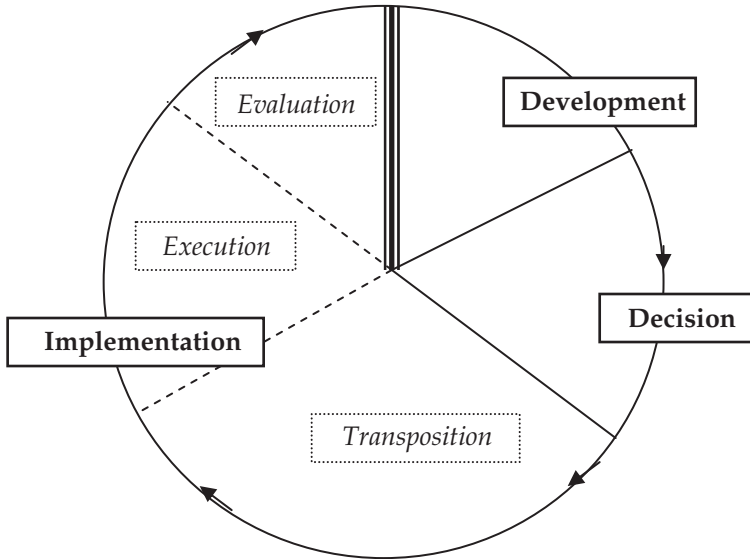 Evaluation
Development
Execution
Decision
Implementation
Transposition